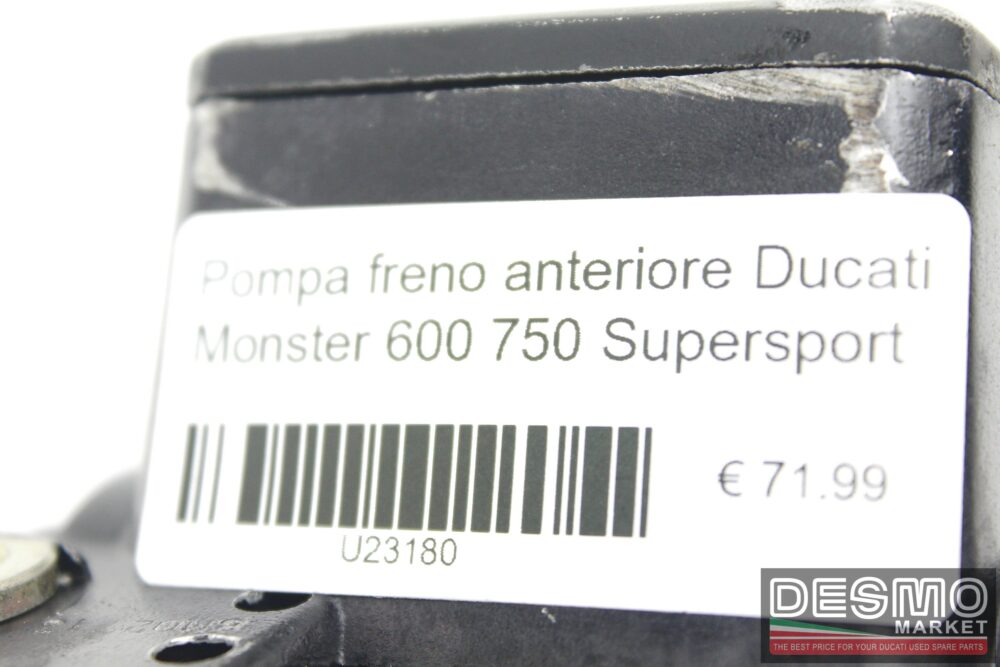 Pompa freno anteriore Ducati
Monster 600 750 Supersport
€ 71.99
U23180
DESMO
MARKET
THE BEST PRICE FOR YOUR DUCATI USED SPARE PARTS